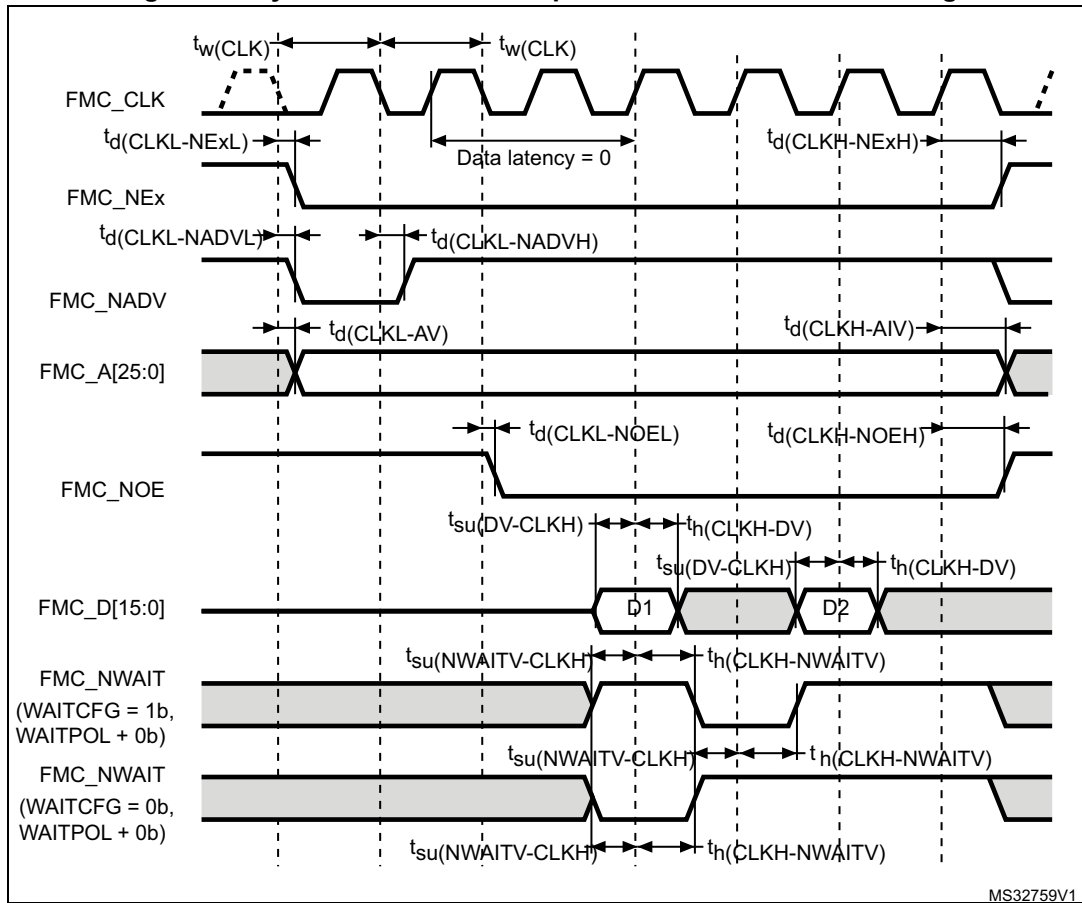 tw(CLK) tw(CLK)
FMC_CLK
td(CLKL-NExL) Data latency = 0 td(CLKH-NExH)
FMC_NEx
td(CLKL-NADVL) td(CLKL-NADVH)
FMC_NADV
td(CLKL-AV) td(CLKH-AIV)
FMC_A[25:0]
td(CLKL-NOEL) td(CLKH-NOEH)
FMC_NOE
tsu(DV-CLKH) th(CLKH-DV)
tsu(DV-CLKH) th(CLKH-DV)
FMC_D[15:0] D1 D2
tsu(NWAITV-CLKH) th(CLKH-NWAITV)
FMC_NWAIT
(WAITCFG = 1b,
WAITPOL + 0b)
tsu(NWAITV-CLKH) th(CLKH-NWAITV)
FMC_NWAIT
(WAITCFG = 0b,
WAITPOL + 0b)
tsu(NWAITV-CLKH) th(CLKH-NWAITV)
MS32759V1